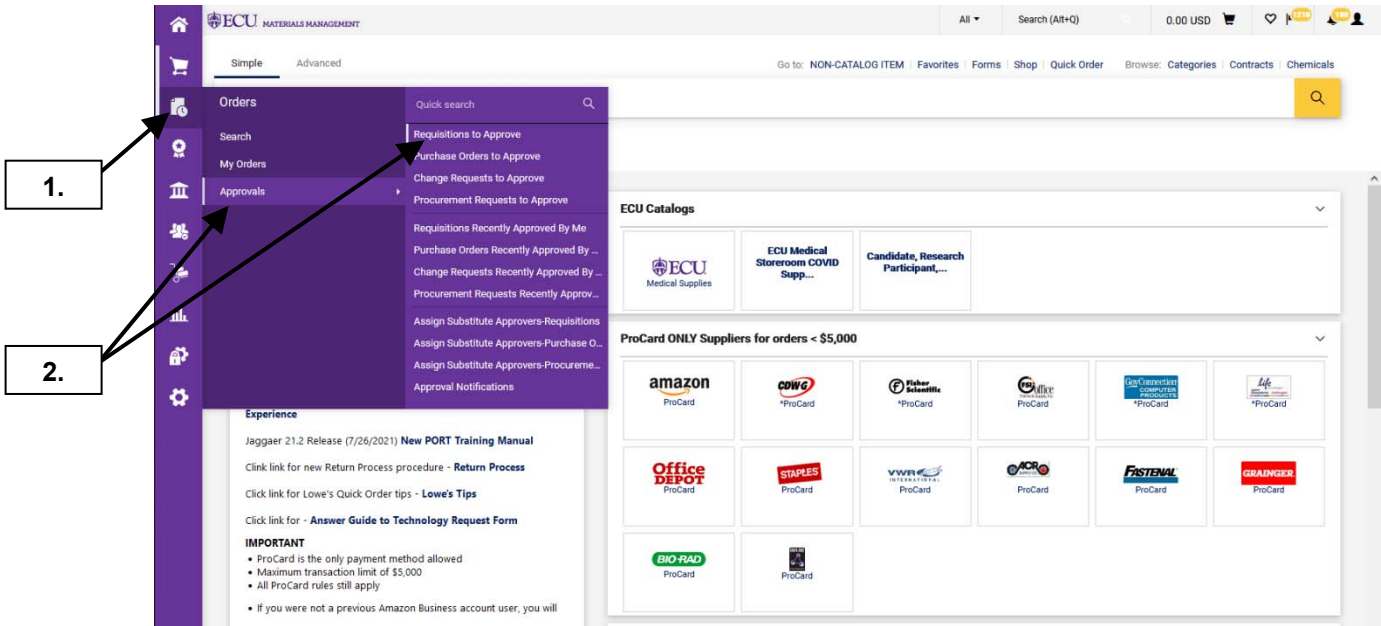 ECU MATERIALS MANAGEMENT
All
Search (Alt+Q)
0.00 USD
1218
Simple
Advanced
Go to: NON-CATALOG ITEM | Favorites | Forms | Shop | Quick Order
Browse: Categories | Contracts | Chemicals
Orders
Search
My Orders
Approvals
Quick search
Requisitions to Approve
Purchase Orders to Approve
Change Requests to Approve
Procurement Requests to Approve
Requisitions Recently Approved By Me
Purchase Orders Recently Approved By ...
Change Requests Recently Approved By ...
Procurement Requests Recently Approv...
Assign Substitute Approvers-Requisitions
Assign Substitute Approvers-Purchase O...
Assign Substitute Approvers-Procureme...
Approval Notifications
1.
2.
Experience
Jaggaer 21.2 Release (7/26/2021) New PORT Training Manual
Clink link for new Return Process procedure - Return Process
Click link for Lowe's Quick Order tips - Lowe's Tips
Click link for - Answer Guide to Technology Request Form
IMPORTANT
• ProCard is the only payment method allowed
• Maximum transaction limit of $5,000
• All ProCard rules still apply
• If you were not a previous Amazon Business account user, you will
ECU Catalogs
ECU
Medical Supplies
ECU Medical
Storeroom COVID
Supp...
Candidate, Research
Participant,...
ProCard ONLY Suppliers for orders < $5,000
amazon
ProCard
CDWG
*ProCard
Fisher
Scientific
*ProCard
FSIoffice
ProCard
GovConnection
COMPUTER
PRODUCTS
*ProCard
life
*ProCard
Office
DEPOT
ProCard
STAPLES
ProCard
VWR
INTERNATIONAL
ProCard
ACR
ProCard
FASTENAL
ProCard
GRAINGER
ProCard
BIO-RAD
ProCard
ProCard